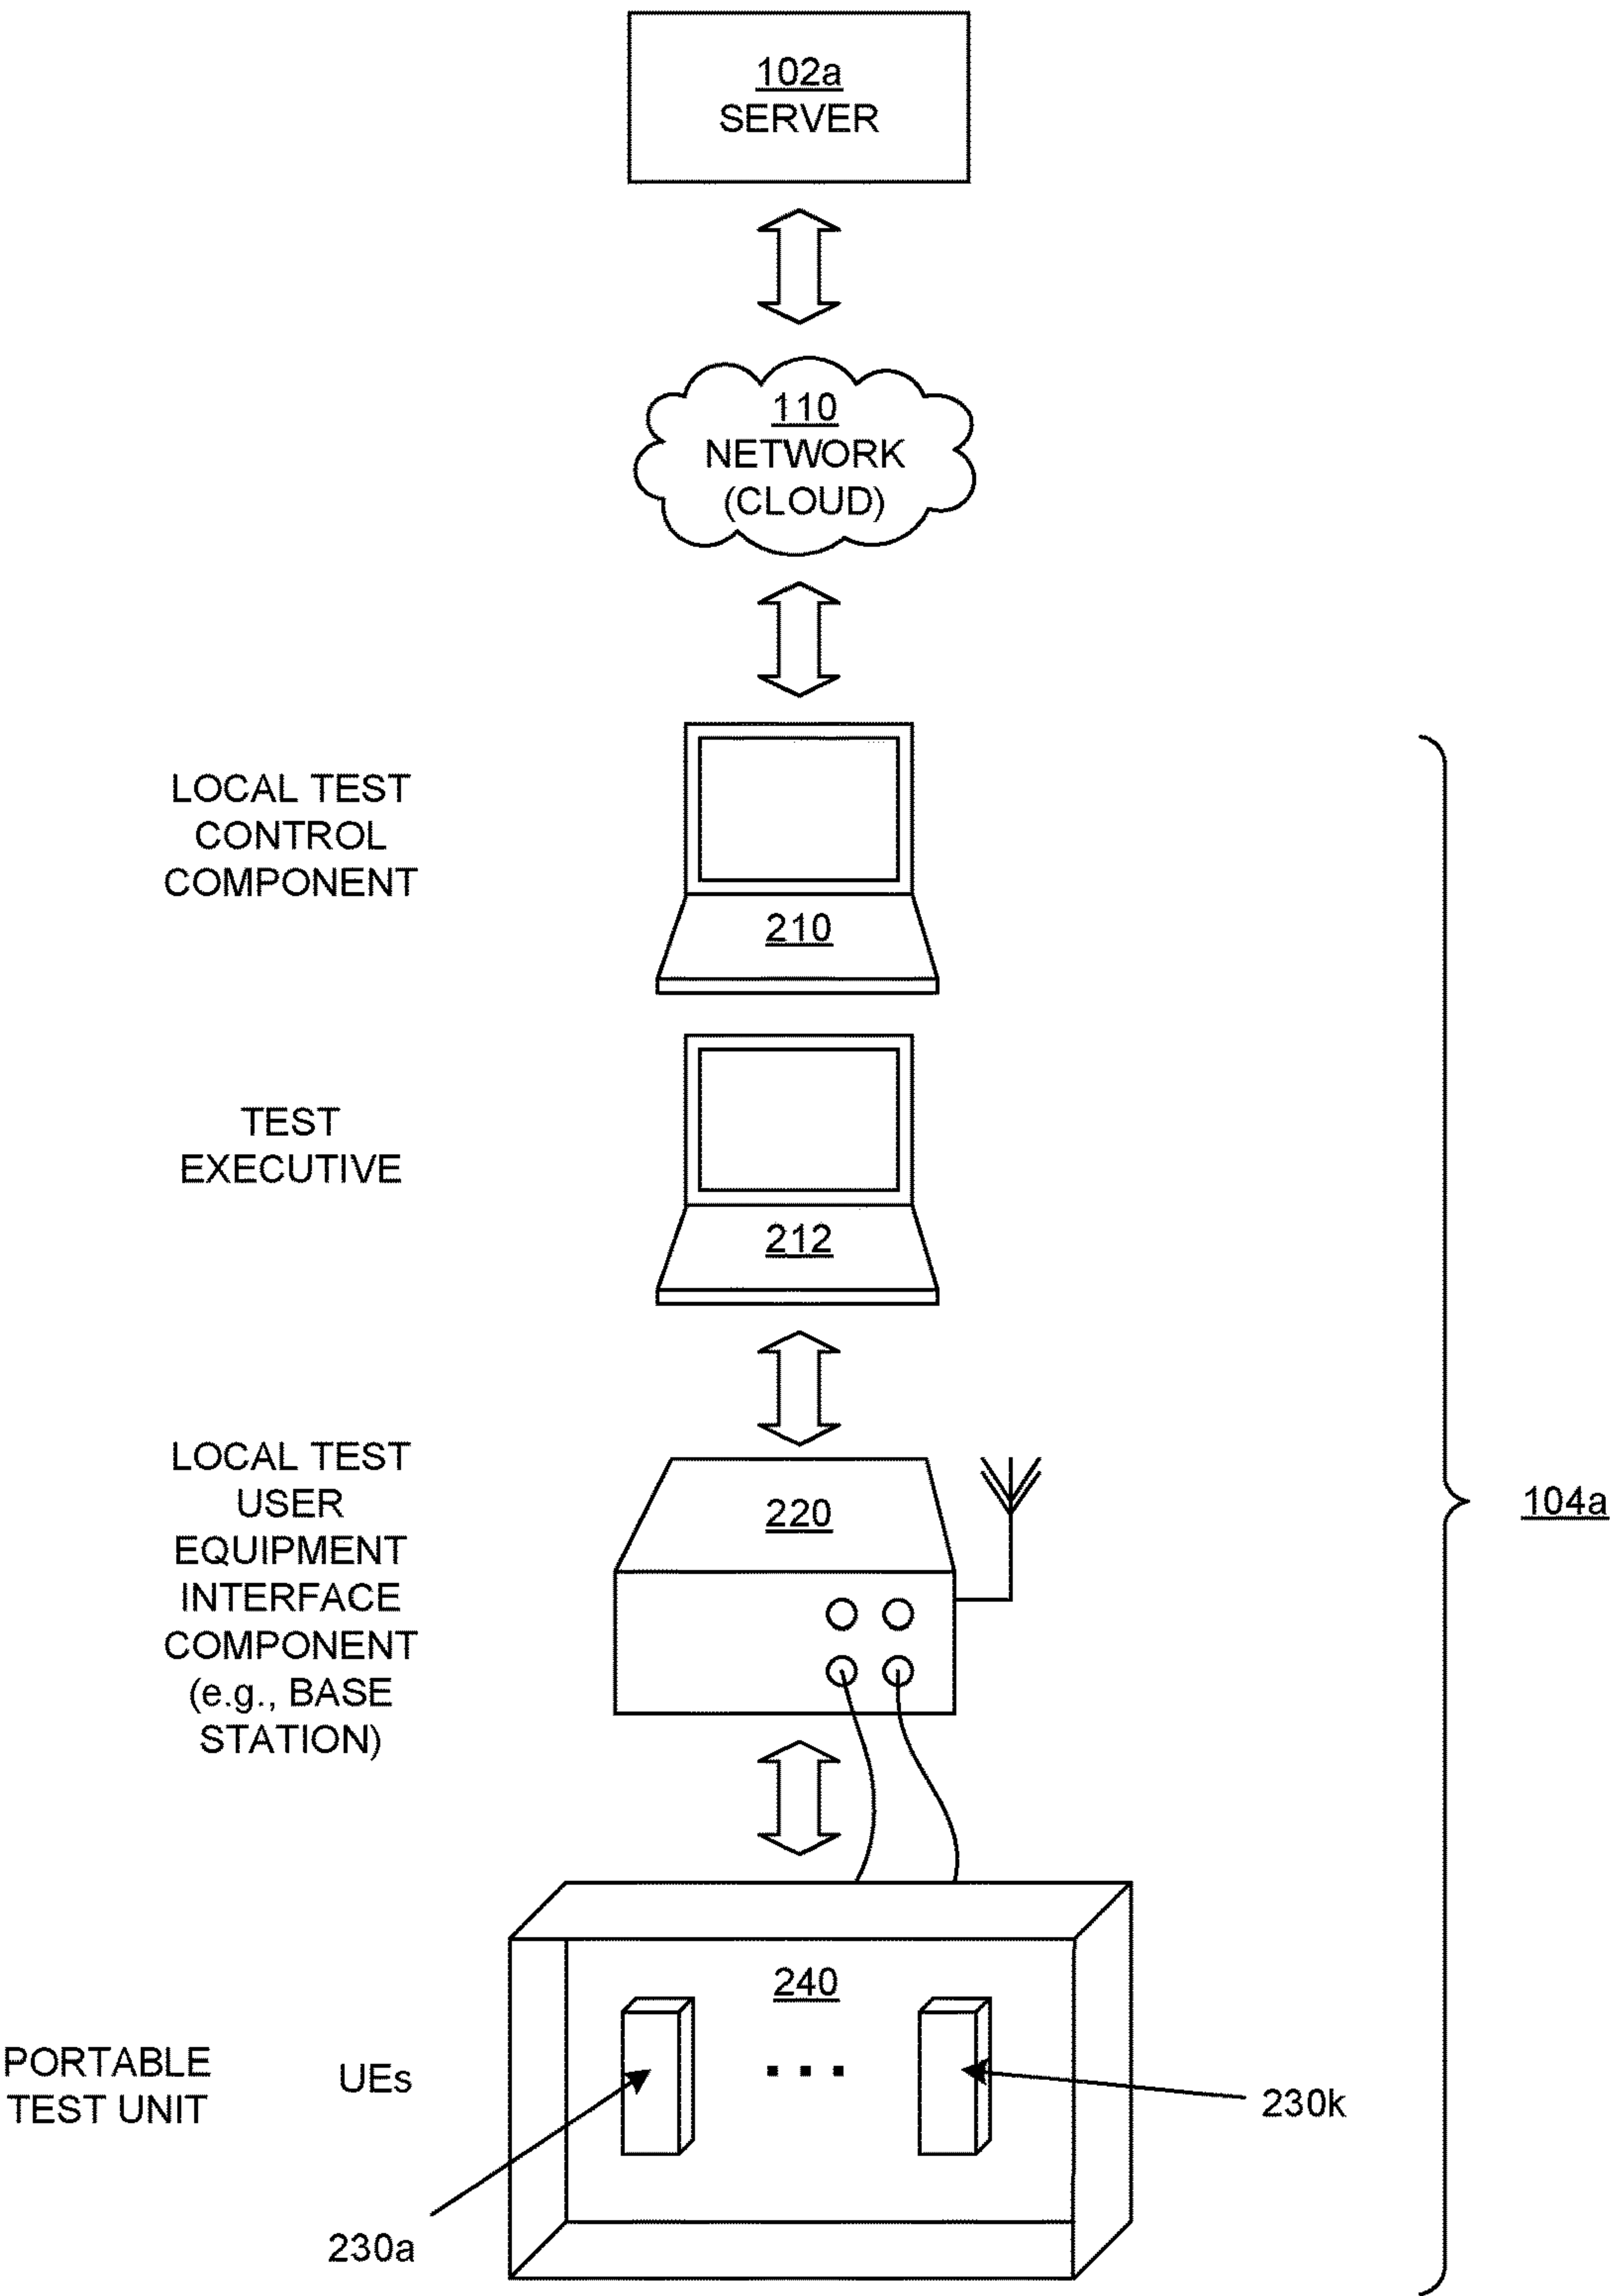 102a
SERVER
110
NETWORK
(CLOUD)
LOCAL TEST
CONTROL
COMPONENT
210
TEST
EXECUTIVE
212
LOCAL TEST
USER
EQUIPMENT
INTERFACE
COMPONENT
(e.g., BASE
STATION)
220
104a
240
PORTABLE
TEST UNIT
UEs
230k
230a